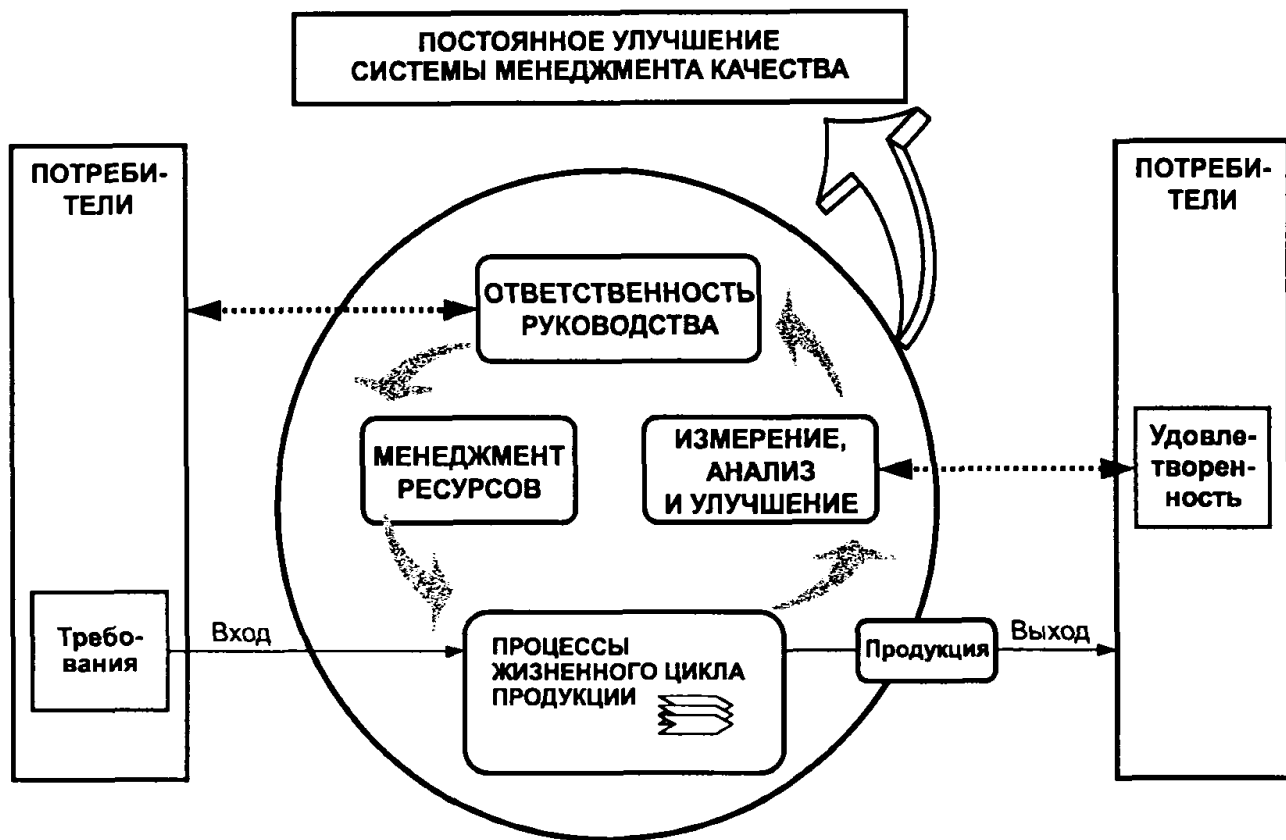 ПОСТОЯННОЕ УЛУЧШЕНИЕ
СИСТЕМЫ МЕНЕДЖМЕНТА КАЧЕСТВА
ПОТРЕБИ-
ТЕЛИ
ПОТРЕБИ-
ТЕЛИ
ОТВЕТСТВЕННОСТЬ
РУКОВОДСТВА
МЕНЕДЖМЕНТ
РЕСУРСОВ
ИЗМЕРЕНИЕ,
АНАЛИЗ
И УЛУЧШЕНИЕ
Удовле-
творен-
ность
Требо-
вания
Вход
ПРОЦЕССЫ
ЖИЗНЕННОГО ЦИКЛА
ПРОДУКЦИИ
Продукция
Выход